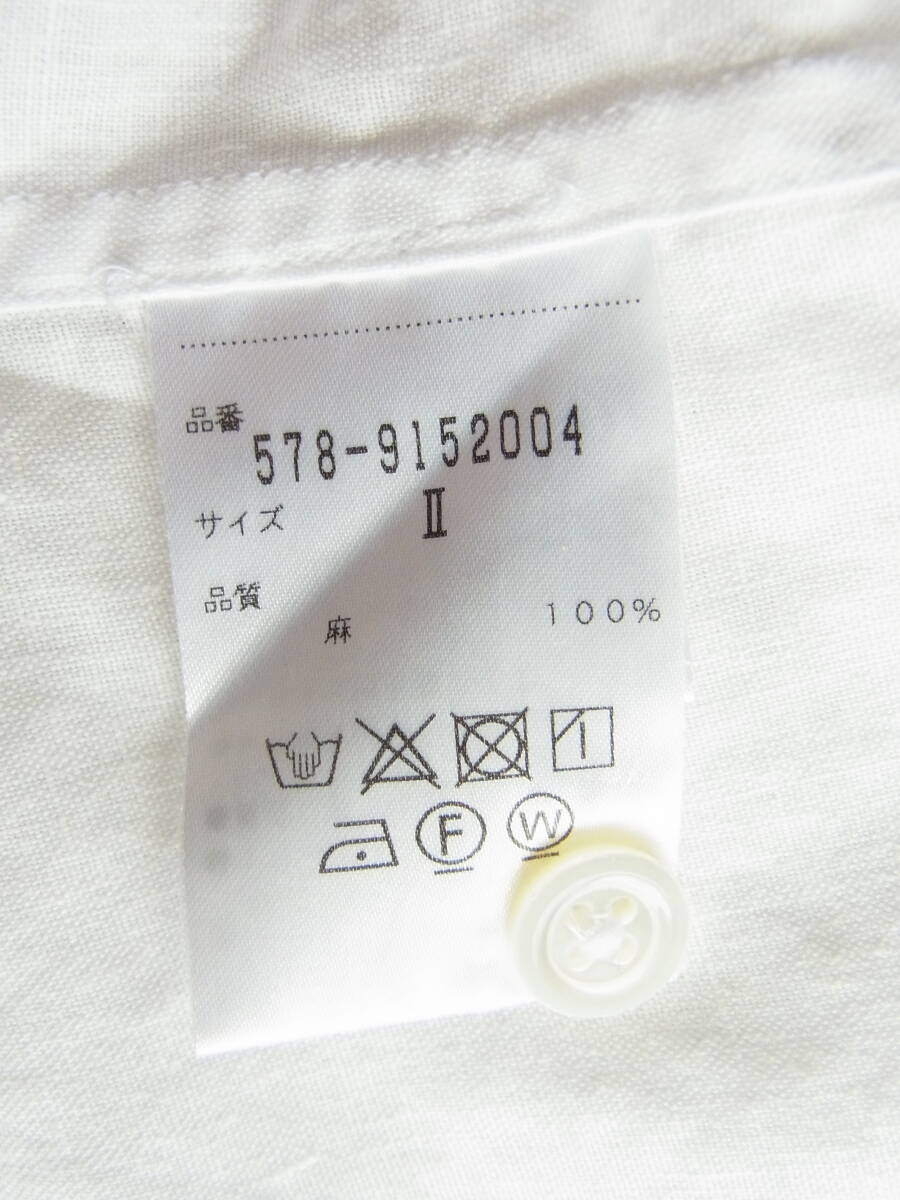 品番
578-9152004
サイズ II
品質
麻 100%
F W